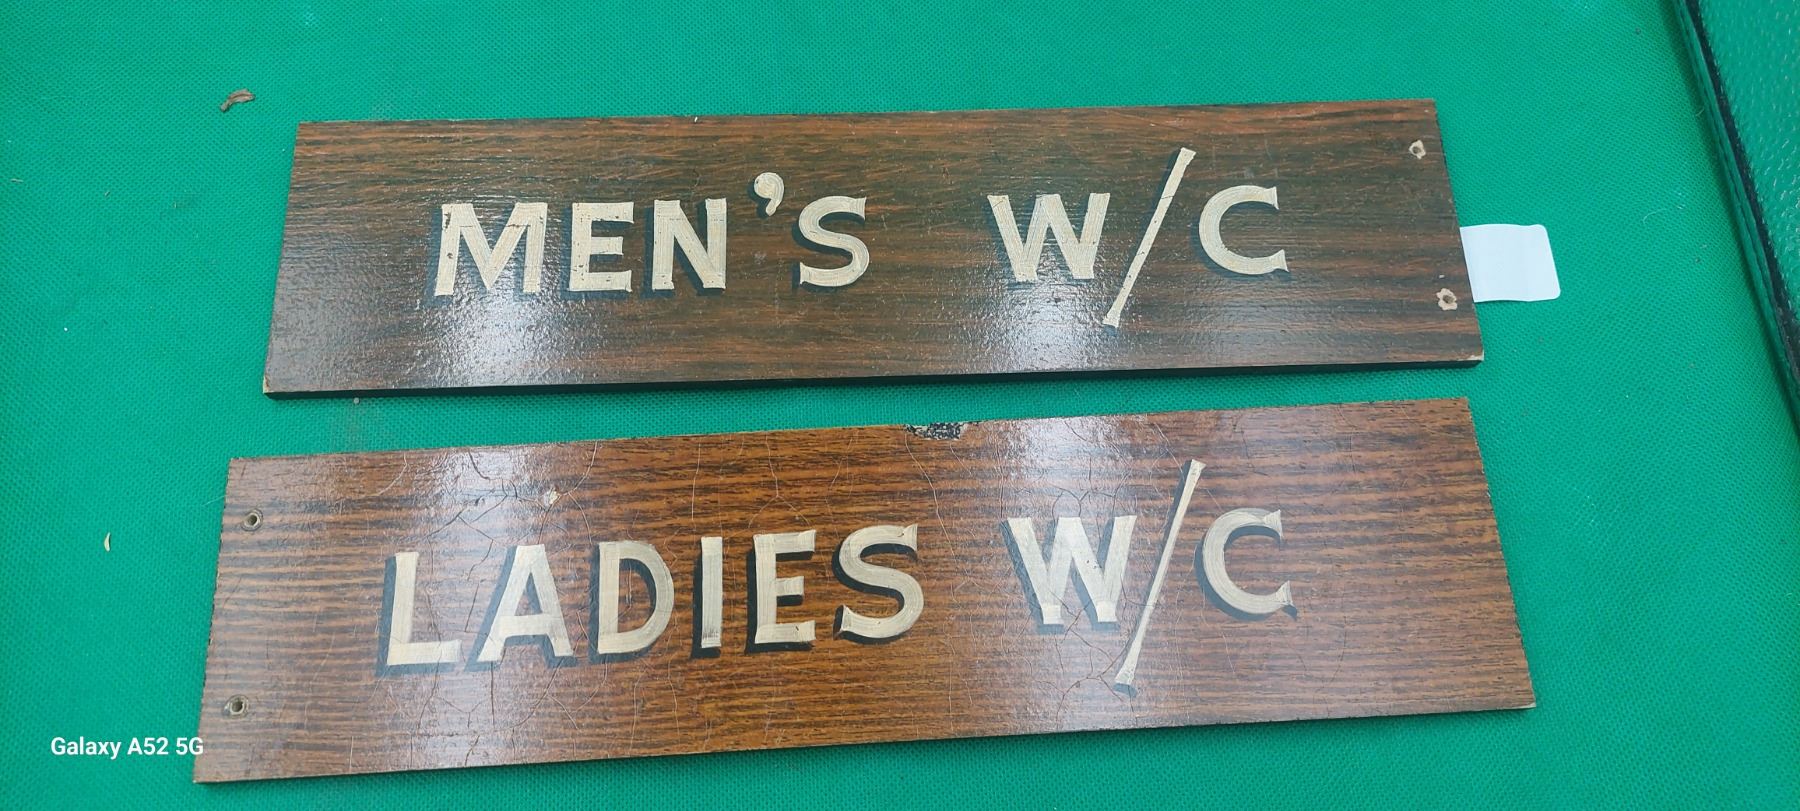 MEN'S W/C
LADIES W/C
Galaxy A52 5G